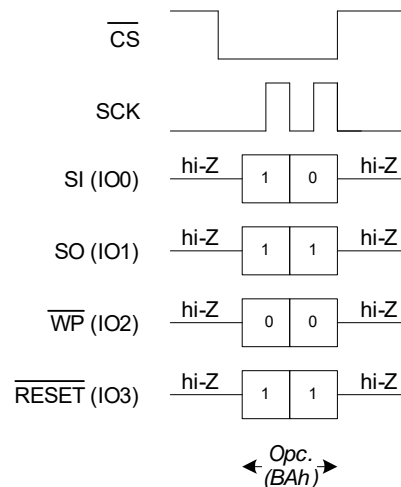 CS
SCK
hi-Z hi-Z
SI (IO0) 1 0
hi-Z hi-Z
SO (IO1) 1 1
hi-Z hi-Z
WP (IO2) 0 0
hi-Z hi-Z
RESET (IO3) 1 1
Opc.
(BAh)